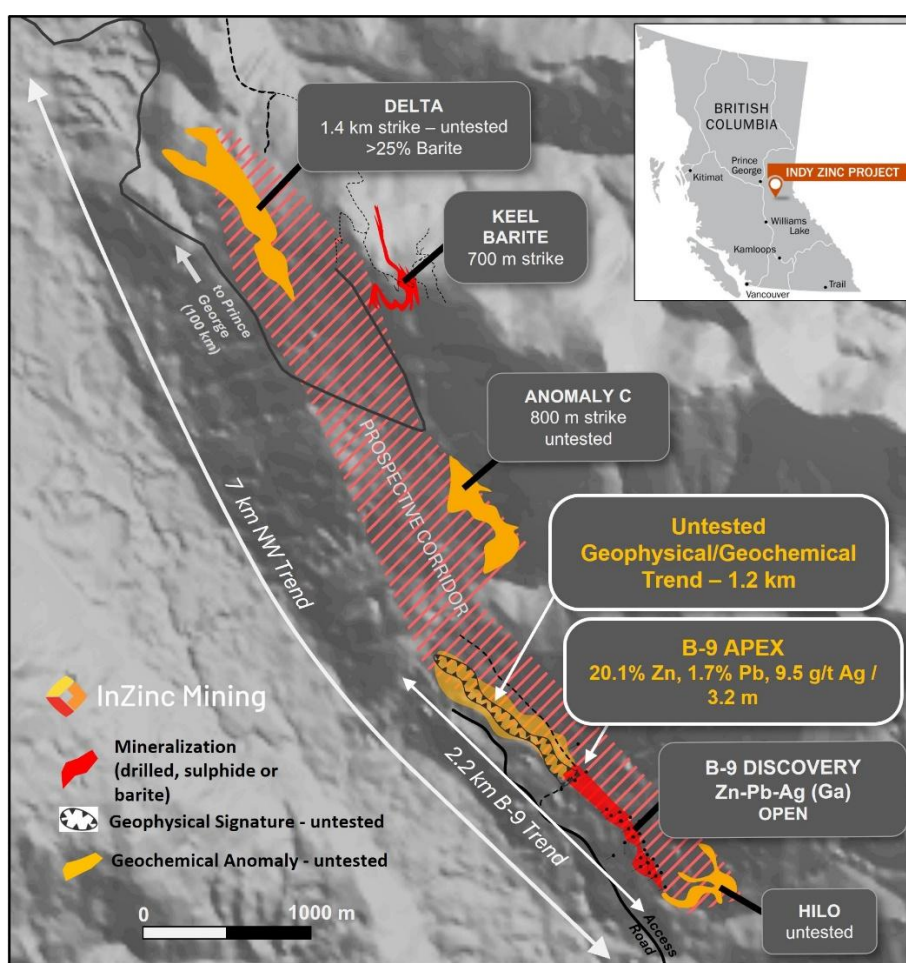 DELTA
1.4 km strike – untested
>25% Barite
KEEL
BARITE
700 m strike
BRITISH
COLUMBIA
Prince
George
Kitimat
INDY ZINC PROJECT
Williams
Lake
Kamloops
Trail
Vancouver
to Prince
George
(100 km)
ANOMALY C
800 m strike
untested
PROSPECTIVE CORRIDOR
7 km NW Trend
Untested
Geophysical/Geochemical
Trend – 1.2 km
B-9 APEX
20.1% Zn, 1.7% Pb, 9.5 g/t Ag /
3.2 m
InZinc Mining
2.2 km B-9 Trend
B-9 DISCOVERY
Zn-Pb-Ag (Ga)
OPEN
Mineralization
(drilled, sulphide or
barite)
Geophysical Signature - untested
Geochemical Anomaly - untested
0
1000 m
Access
Road
HILO
untested